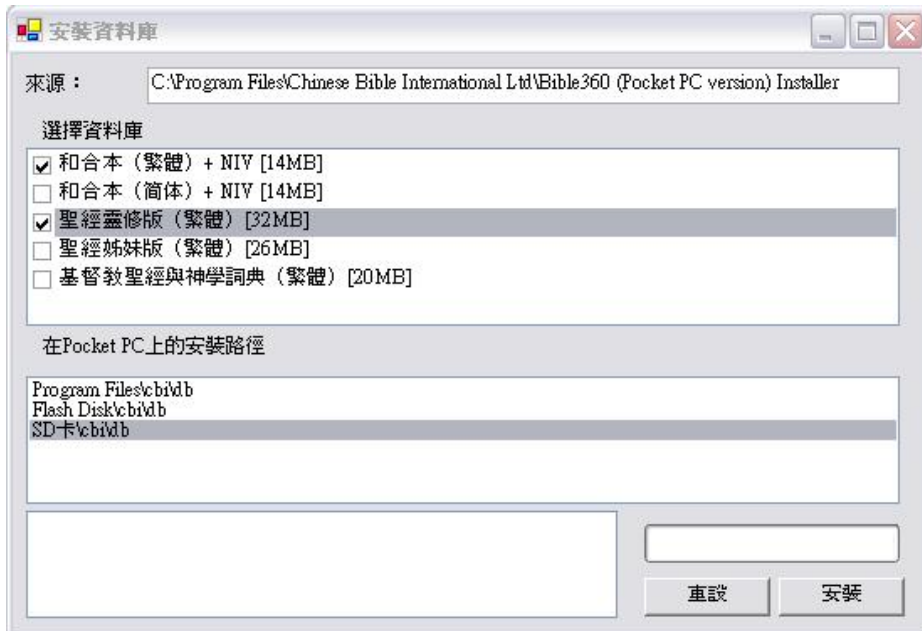 安裝資料庫
來源： C:\Program Files\Chinese Bible International Ltd\Bible360 (Pocket PC version) Installer
選擇資料庫
和合本（繁體）+ NIV [14MB]
和合本（简体）+ NIV [14MB]
聖經靈修版（繁體）[32MB]
聖經姊妹版（繁體）[26MB]
基督教聖經與神學詞典（繁體）[20MB]
在Pocket PC上的安裝路徑
Program Files\cbi\db
Flash Disk\cbi\db
SD卡\cbi\db
重設 安裝